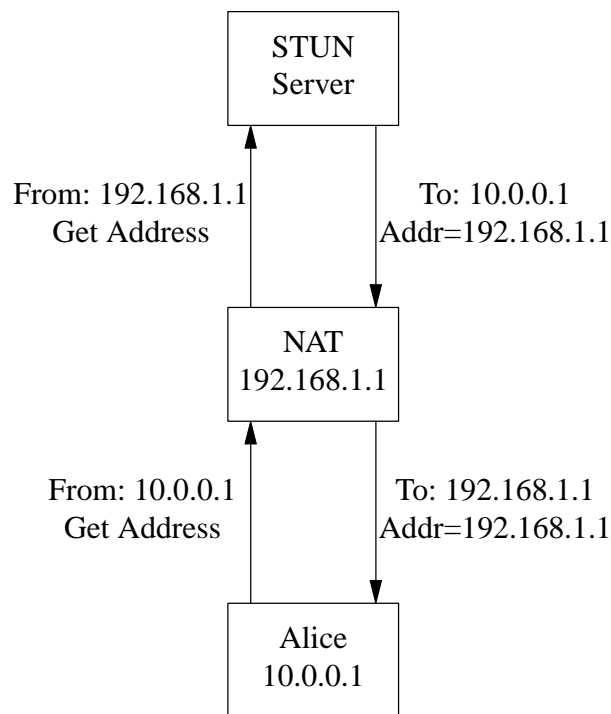 STUN
Server
From: 192.168.1.1
Get Address
To: 10.0.0.1
Addr=192.168.1.1
NAT
192.168.1.1
From: 10.0.0.1
Get Address
To: 192.168.1.1
Addr=192.168.1.1
Alice
10.0.0.1